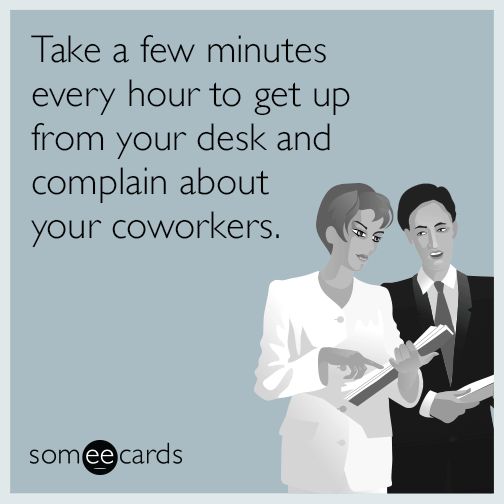 Take a few minutes
every hour to get up
from your desk and
complain about
your coworkers.
someecards